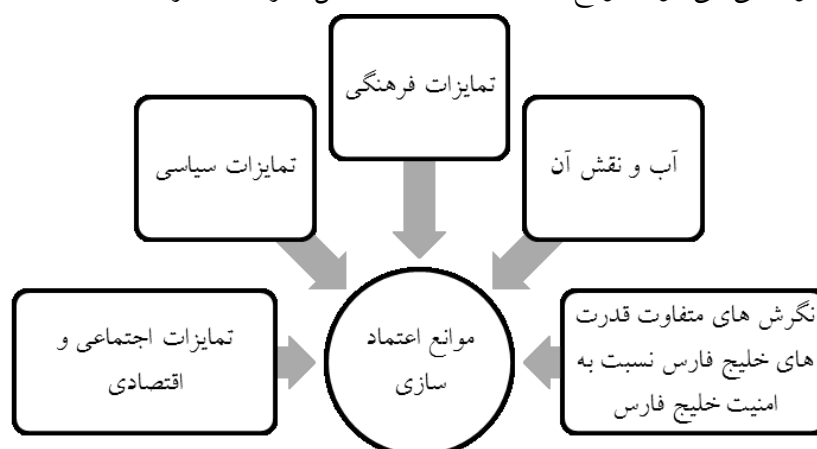 تمایزات فرهنگی
آب و نقش آن
تمایزات سیاسی
نگرش های متفاوت قدرت
های خلیج فارس نسبت به
امنیت خلیج فارس
موانع اعتماد
سازی
تمایزات اجتماعی و
اقتصادی